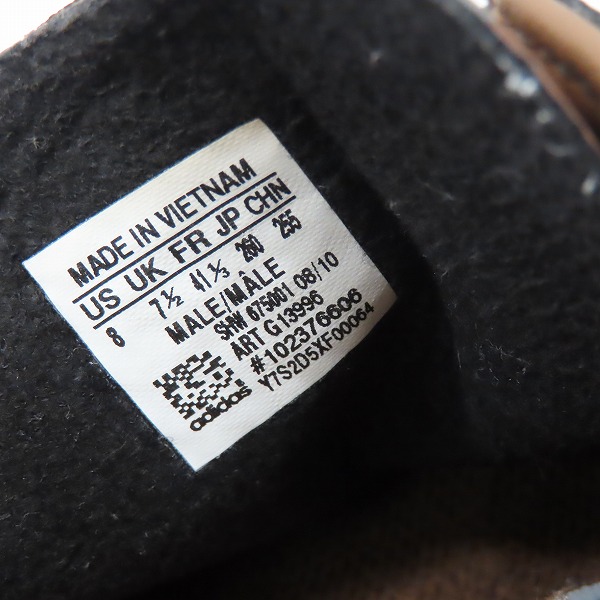 MADE IN VIETNAM
US UK FR JP CHN
8 7½ 41⅓ 260 255
MALE/MÂLE
SHW 675001 08/10
ART G13996
#102376606
Y7S2D5XF00064
adidas